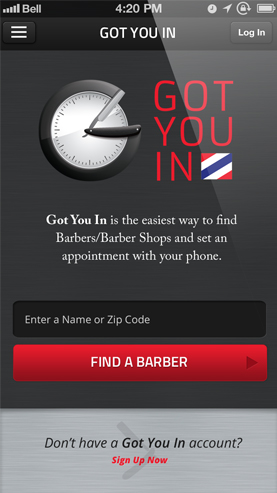 Bell 4:20 PM
GOT YOU IN
Log In
GOT
YOU
IN
Got You In is the easiest way to find
Barbers/Barber Shops and set an
appointment with your phone.
Enter a Name or Zip Code
FIND A BARBER
Don't have a Got You In account?
Sign Up Now